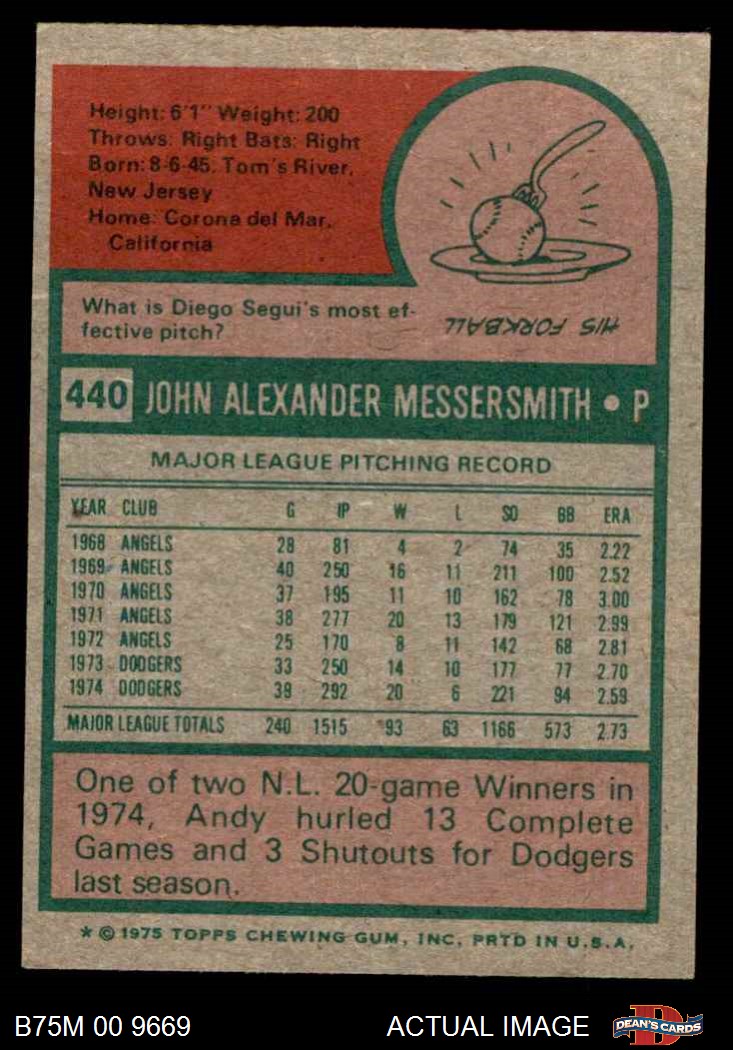 Height: 6'1" Weight: 200
Throws: Right Bats: Right
Born: 8-6-45, Tom's River,
New Jersey
Home: Corona del Mar,
California
What is Diego Segui's most ef-
fective pitch?
HIS FORKBALL
440 JOHN ALEXANDER MESSERSMITH • P
MAJOR LEAGUE PITCHING RECORD
YEAR CLUB G IP W L SO BB ERA
1968 ANGELS 28 81 4 2 74 35 2.22
1969 ANGELS 40 250 16 11 211 100 2.52
1970 ANGELS 37 195 11 10 162 78 3.00
1971 ANGELS 38 277 20 13 179 121 2.99
1972 ANGELS 25 170 8 11 142 68 2.81
1973 DODGERS 33 250 14 10 177 77 2.70
1974 DODGERS 39 292 20 6 221 94 2.59
MAJOR LEAGUE TOTALS 240 1515 93 63 1166 573 2.73
One of two N.L. 20-game Winners in
1974, Andy hurled 13 Complete
Games and 3 Shutouts for Dodgers
last season.
* © 1975 TOPPS CHEWING GUM, INC. PRTD IN U.S.A.
B75M 00 9669 ACTUAL IMAGE D DEAN'S CARDS